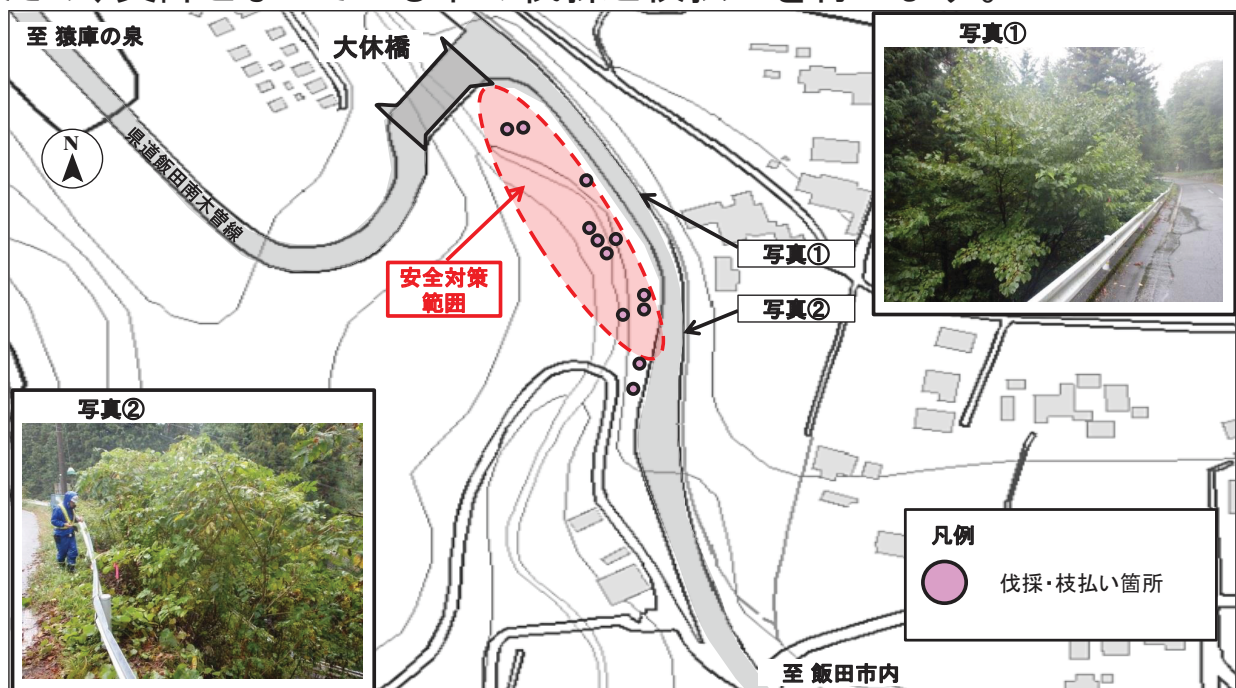 至 猿庫の泉
大休橋
写真①
N
県道飯田南木曽線
安全対策
範囲
写真①
写真②
写真②
凡例
伐採・枝払い箇所
至 飯田市内